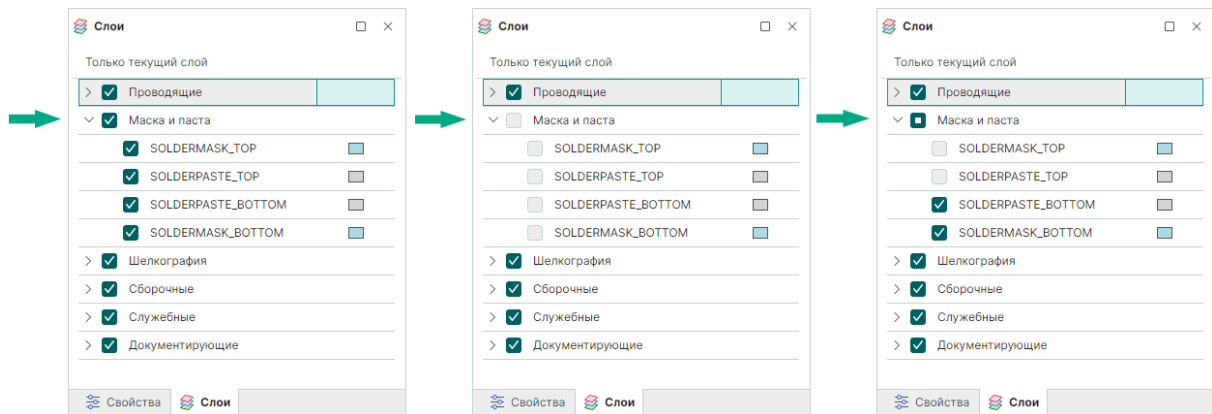 Слои
Только текущий слой
Проводящие
Маска и паста
SOLDERMASK_TOP
SOLDERPASTE_TOP
SOLDERPASTE_BOTTOM
SOLDERMASK_BOTTOM
Шелкография
Сборочные
Служебные
Документирующие
Свойства
Слои
Слои
Только текущий слой
Проводящие
Маска и паста
SOLDERMASK_TOP
SOLDERPASTE_TOP
SOLDERPASTE_BOTTOM
SOLDERMASK_BOTTOM
Шелкография
Сборочные
Служебные
Документирующие
Свойства
Слои
Слои
Только текущий слой
Проводящие
Маска и паста
SOLDERMASK_TOP
SOLDERPASTE_TOP
SOLDERPASTE_BOTTOM
SOLDERMASK_BOTTOM
Шелкография
Сборочные
Служебные
Документирующие
Свойства
Слои